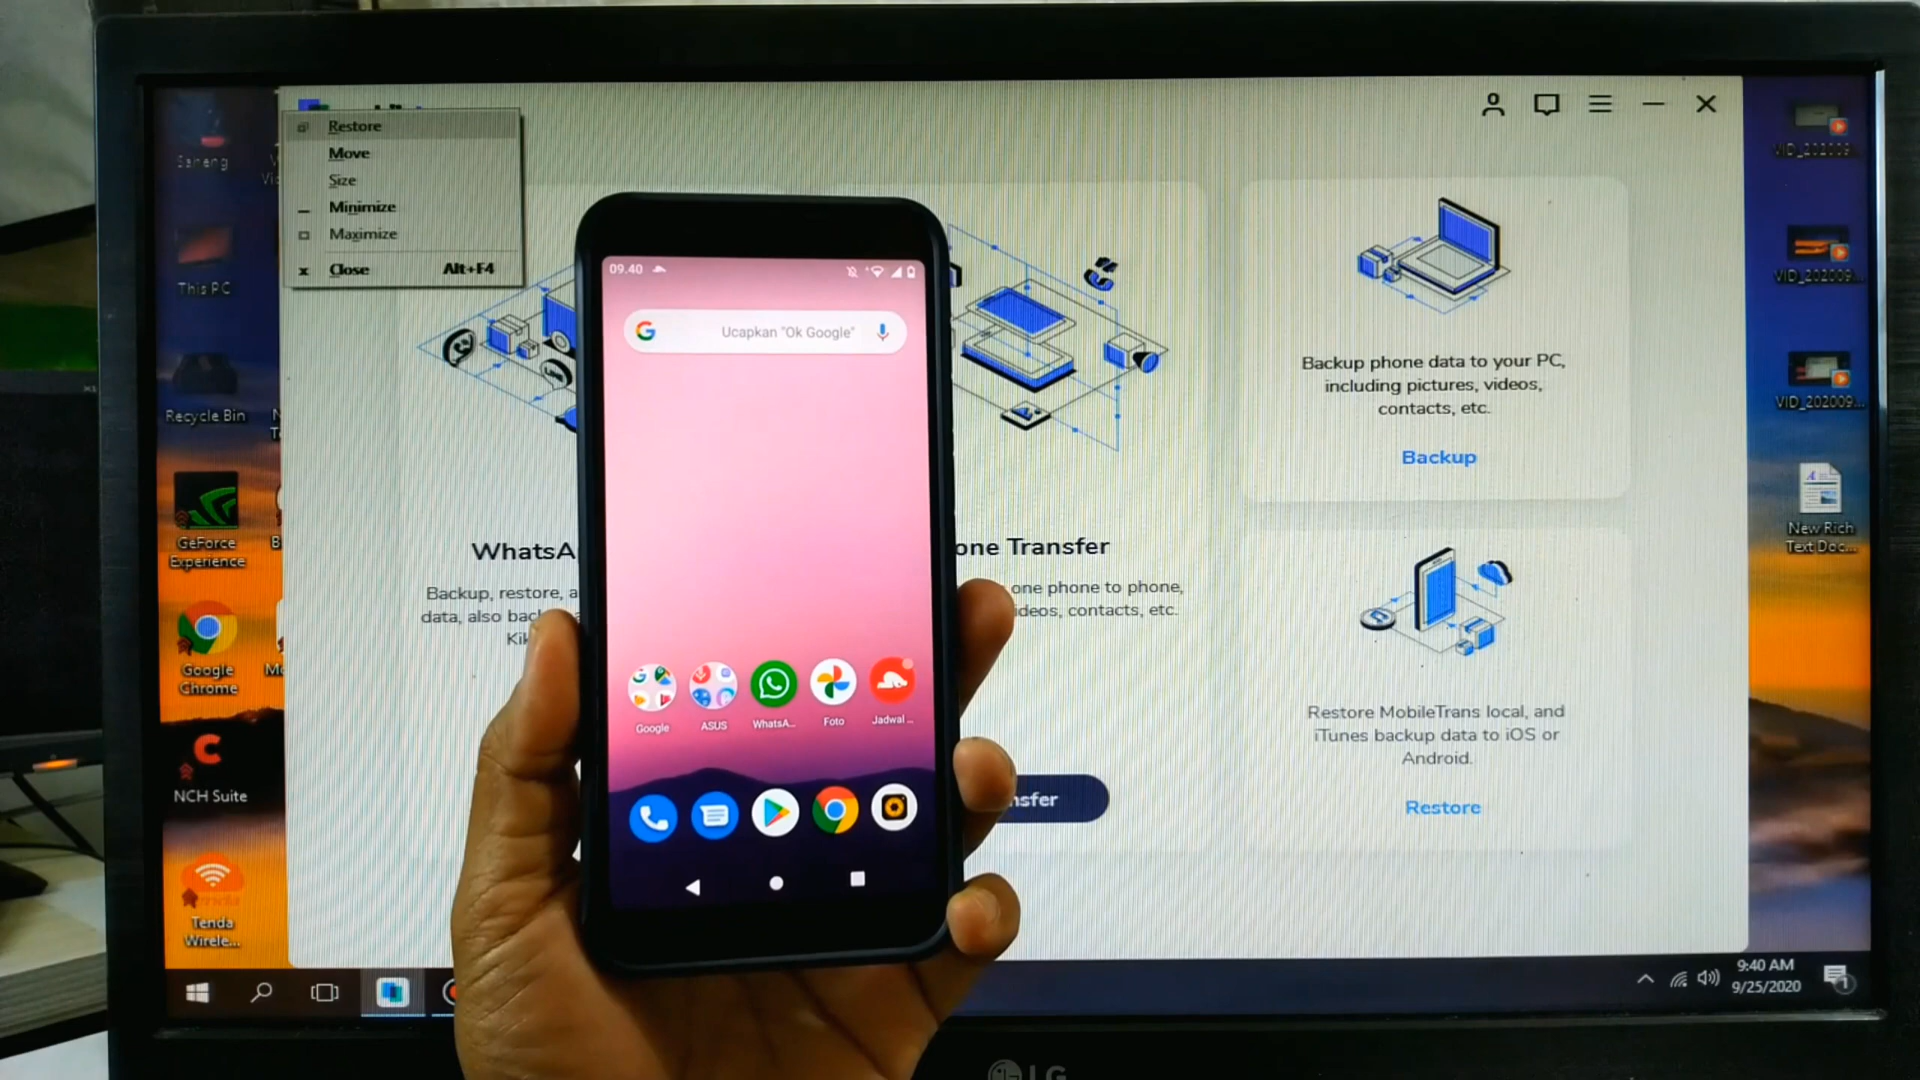 Restore
Move
Size
Minimize
Maximize
Close Alt+F4
This PC
Recycle Bin
GeForce
Experience
Google
Chrome
NCH Suite
Tenda
Wirele...
09.40
Ucapkan "Ok Google"
Google
ASUS
WhatsA...
Foto
Jadwal ...
WhatsA
Backup, restore, a
data, also back
Kik
one Transfer
one phone to phone,
ideos, contacts, etc.
nsfer
Backup phone data to your PC,
including pictures, videos,
contacts, etc.
Backup
Restore MobileTrans local, and
iTunes backup data to iOS or
Android.
Restore
VID_202009...
VID_202009...
VID_202009...
New Rich
Text Doc...
9:40 AM
9/25/2020
1
LG